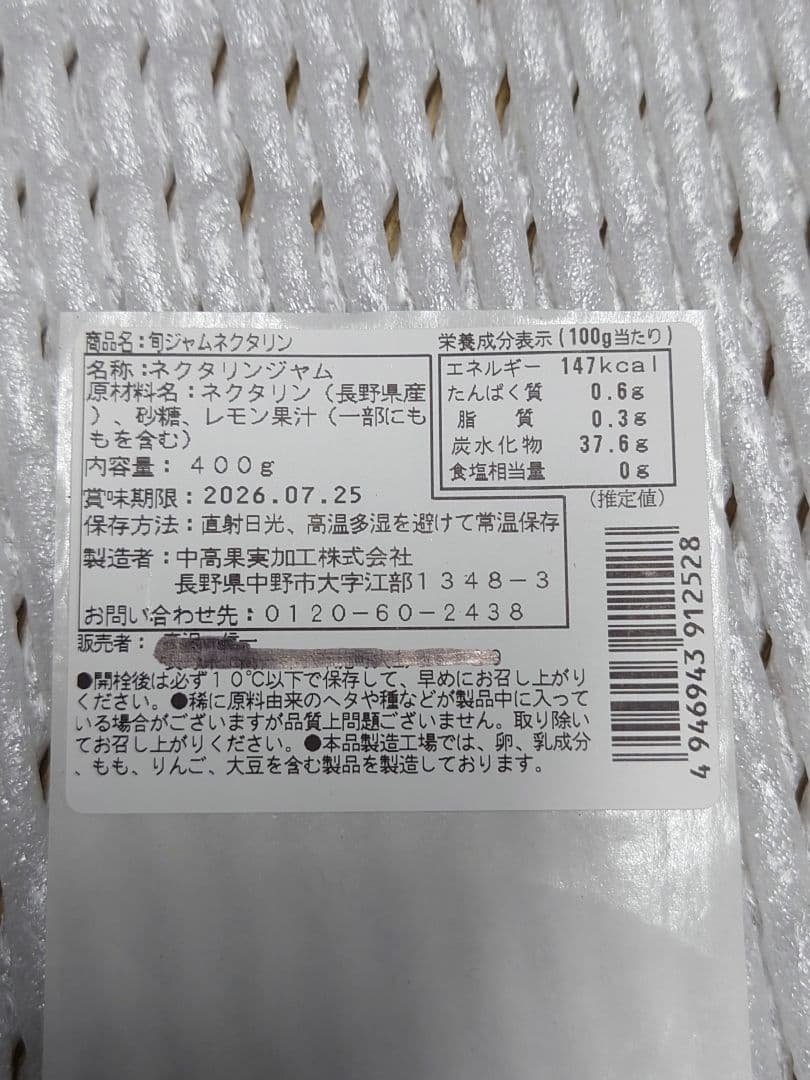 商品名：旬ジャムネクタリン
名称：ネクタリンジャム
原材料名：ネクタリン（長野県産
）、砂糖、レモン果汁（一部にも
もを含む）
内容量：４００ｇ
賞味期限：2026.07.25
保存方法：直射日光、高温多湿を避けて常温保存
製造者：中高果実加工株式会社
長野県中野市大字江部１３４８－３
お問い合わせ先：０１２０－６０－２４３８
販売者：
●開栓後は必ず１０℃以下で保存して、早めにお召し上がり
ください。●稀に原料由来のヘタや種などが製品中に入って
いる場合がございますが品質上問題ございません。取り除い
てお召し上がりください。●本品製造工場では、卵、乳成分
、もも、りんご、大豆を含む製品を製造しております。
栄養成分表示(100g当たり)
エネルギー 147kcal
たんぱく質 0.6g
脂質 0.3g
炭水化物 37.6g
食塩相当量 0g
(推定値)
4 946943 912528